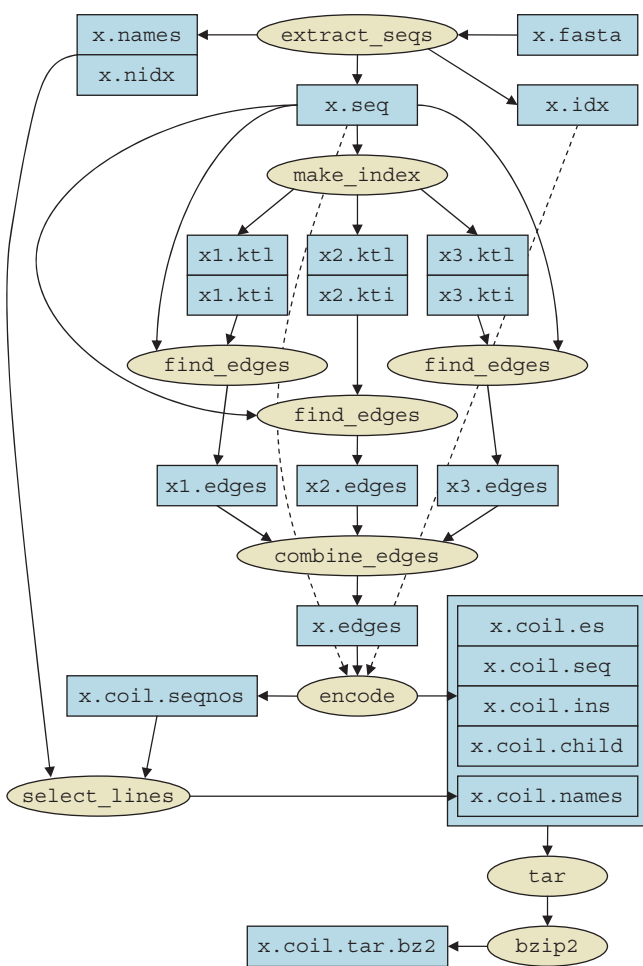 x.names
extract_seqs
x.fasta
x.nidx
x.seq
x.idx
make_index
x1.ktl
x2.ktl
x3.ktl
x1.kti
x2.kti
x3.kti
find_edges
find_edges
find_edges
x1.edges
x2.edges
x3.edges
combine_edges
x.edges
x.coil.es
x.coil.seq
x.coil.seqnos
encode
x.coil.ins
x.coil.child
select_lines
x.coil.names
tar
x.coil.tar.bz2
bzip2